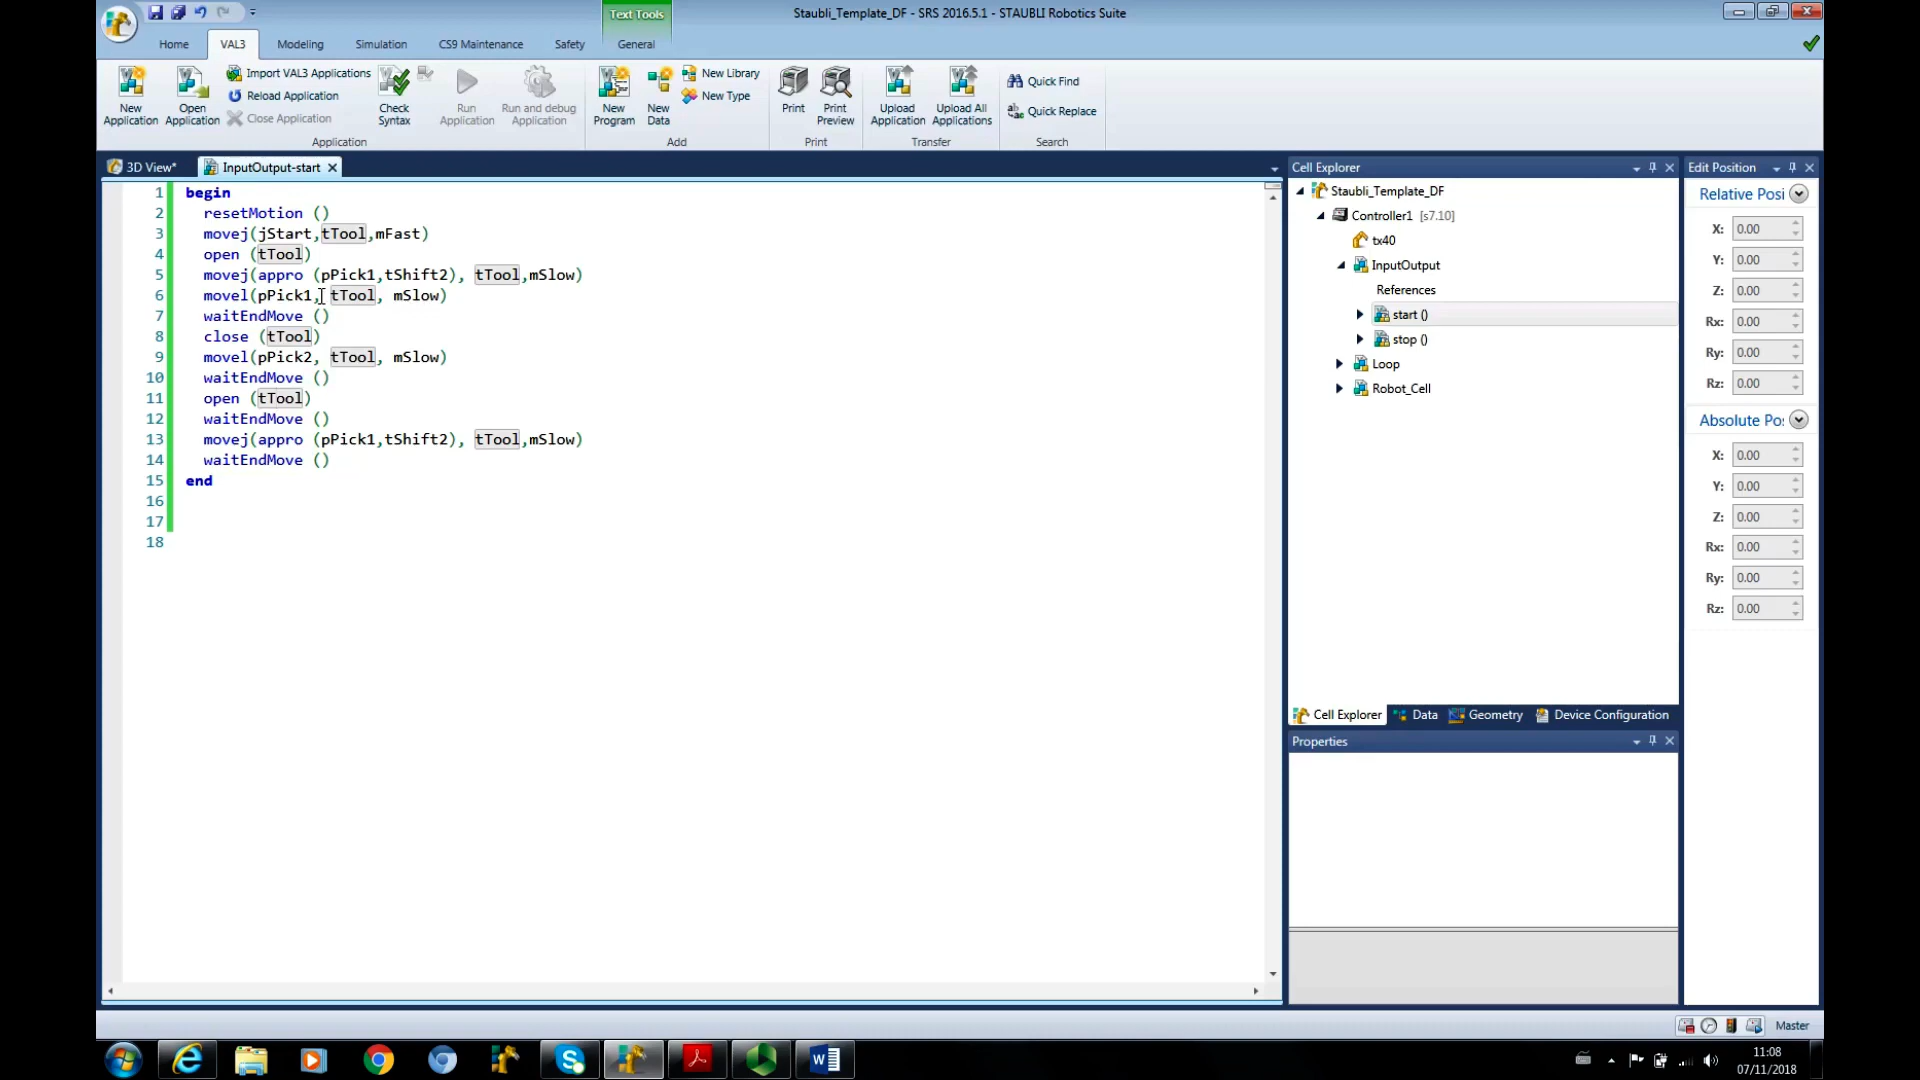 Text Tools
Staubli_Template_DF - SRS 2016.5.1 - STAUBLI Robotics Suite
Home
VAL3
Modeling
Simulation
CS9 Maintenance
Safety
General
New Application
Open Application
Import VAL3 Applications
Reload Application
Close Application
Check Syntax
Run Application
Run and debug Application
Application
New Program
New Data
New Library
New Type
Add
Print
Print Preview
Print
Upload Application
Upload All Applications
Transfer
Quick Find
Quick Replace
Search
3D View*
InputOutput-start
1 begin
2 resetMotion ()
3 movej(jStart,tTool,mFast)
4 open (tTool)
5 movej(appro (pPick1,tShift2), tTool,mSlow)
6 movel(pPick1, tTool, mSlow)
7 waitEndMove ()
8 close (tTool)
9 movel(pPick2, tTool, mSlow)
10 waitEndMove ()
11 open (tTool)
12 waitEndMove ()
13 movej(appro (pPick1,tShift2), tTool,mSlow)
14 waitEndMove ()
15 end
16
17
18
Cell Explorer
Staubli_Template_DF
Controller1 [s7.10]
tx40
InputOutput
References
start ()
stop ()
Loop
Robot_Cell
Cell Explorer
Data
Geometry
Device Configuration
Properties
Edit Position
Relative Posi
X: 0.00
Y: 0.00
Z: 0.00
Rx: 0.00
Ry: 0.00
Rz: 0.00
Absolute Po:
X: 0.00
Y: 0.00
Z: 0.00
Rx: 0.00
Ry: 0.00
Rz: 0.00
Master
11:08
07/11/2018